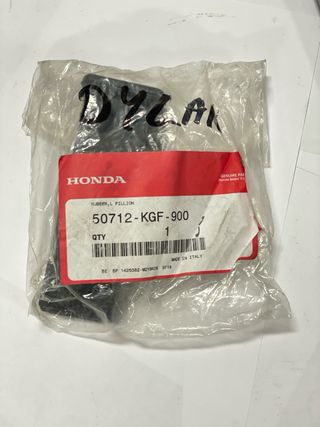 DYLAN
HONDA
GENUINE PARTS
RUBBER,L PILLION
50712-KGF-900
QTY 1
MADE IN ITALY